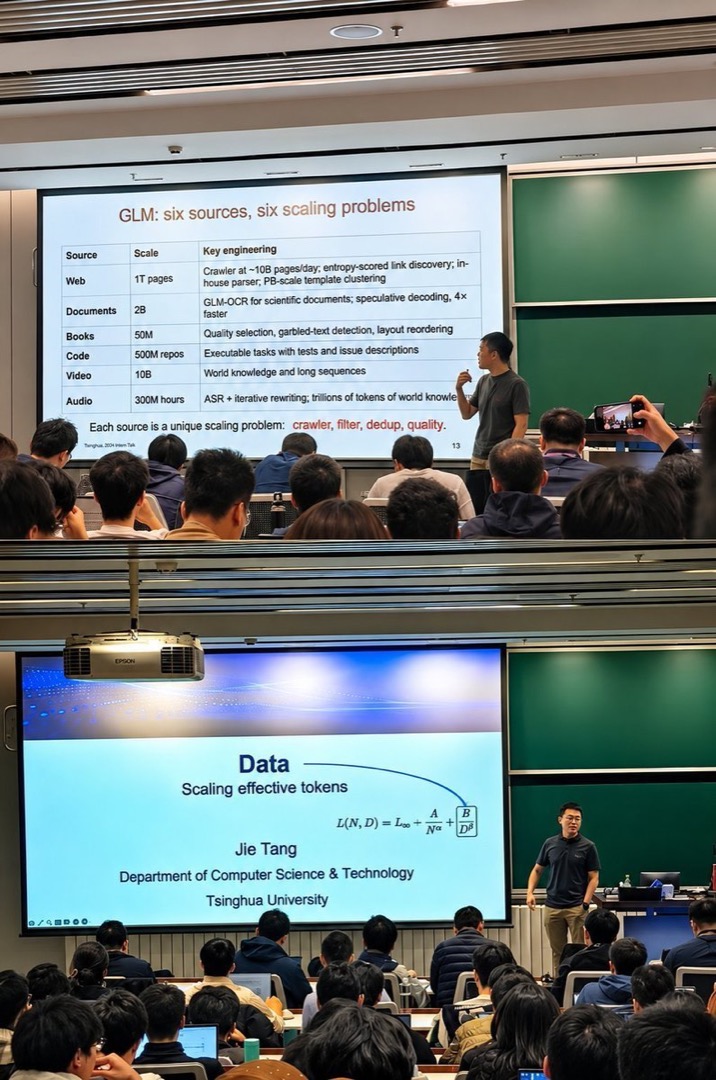 GLM: six sources, six scaling problems
Source Scale Key engineering
Web 1T pages Crawler at ~10B pages/day; entropy-scored link discovery; in-
house parser; PB-scale template clustering
Documents 2B GLM-OCR for scientific documents; speculative decoding, 4×
faster
Books 50M Quality selection, garbled-text detection, layout reordering
Code 500M repos Executable tasks with tests and issue descriptions
Video 10B World knowledge and long sequences
Audio 300M hours ASR + iterative rewriting; trillions of tokens of world knowle
Each source is a unique scaling problem: crawler, filter, dedup, quality.
Tsinghua, 2024 Intern Talk
13
EPSON
Data
Scaling effective tokens
L(N, D) = L∞ + A/N^α + B/D^β
Jie Tang
Department of Computer Science & Technology
Tsinghua University